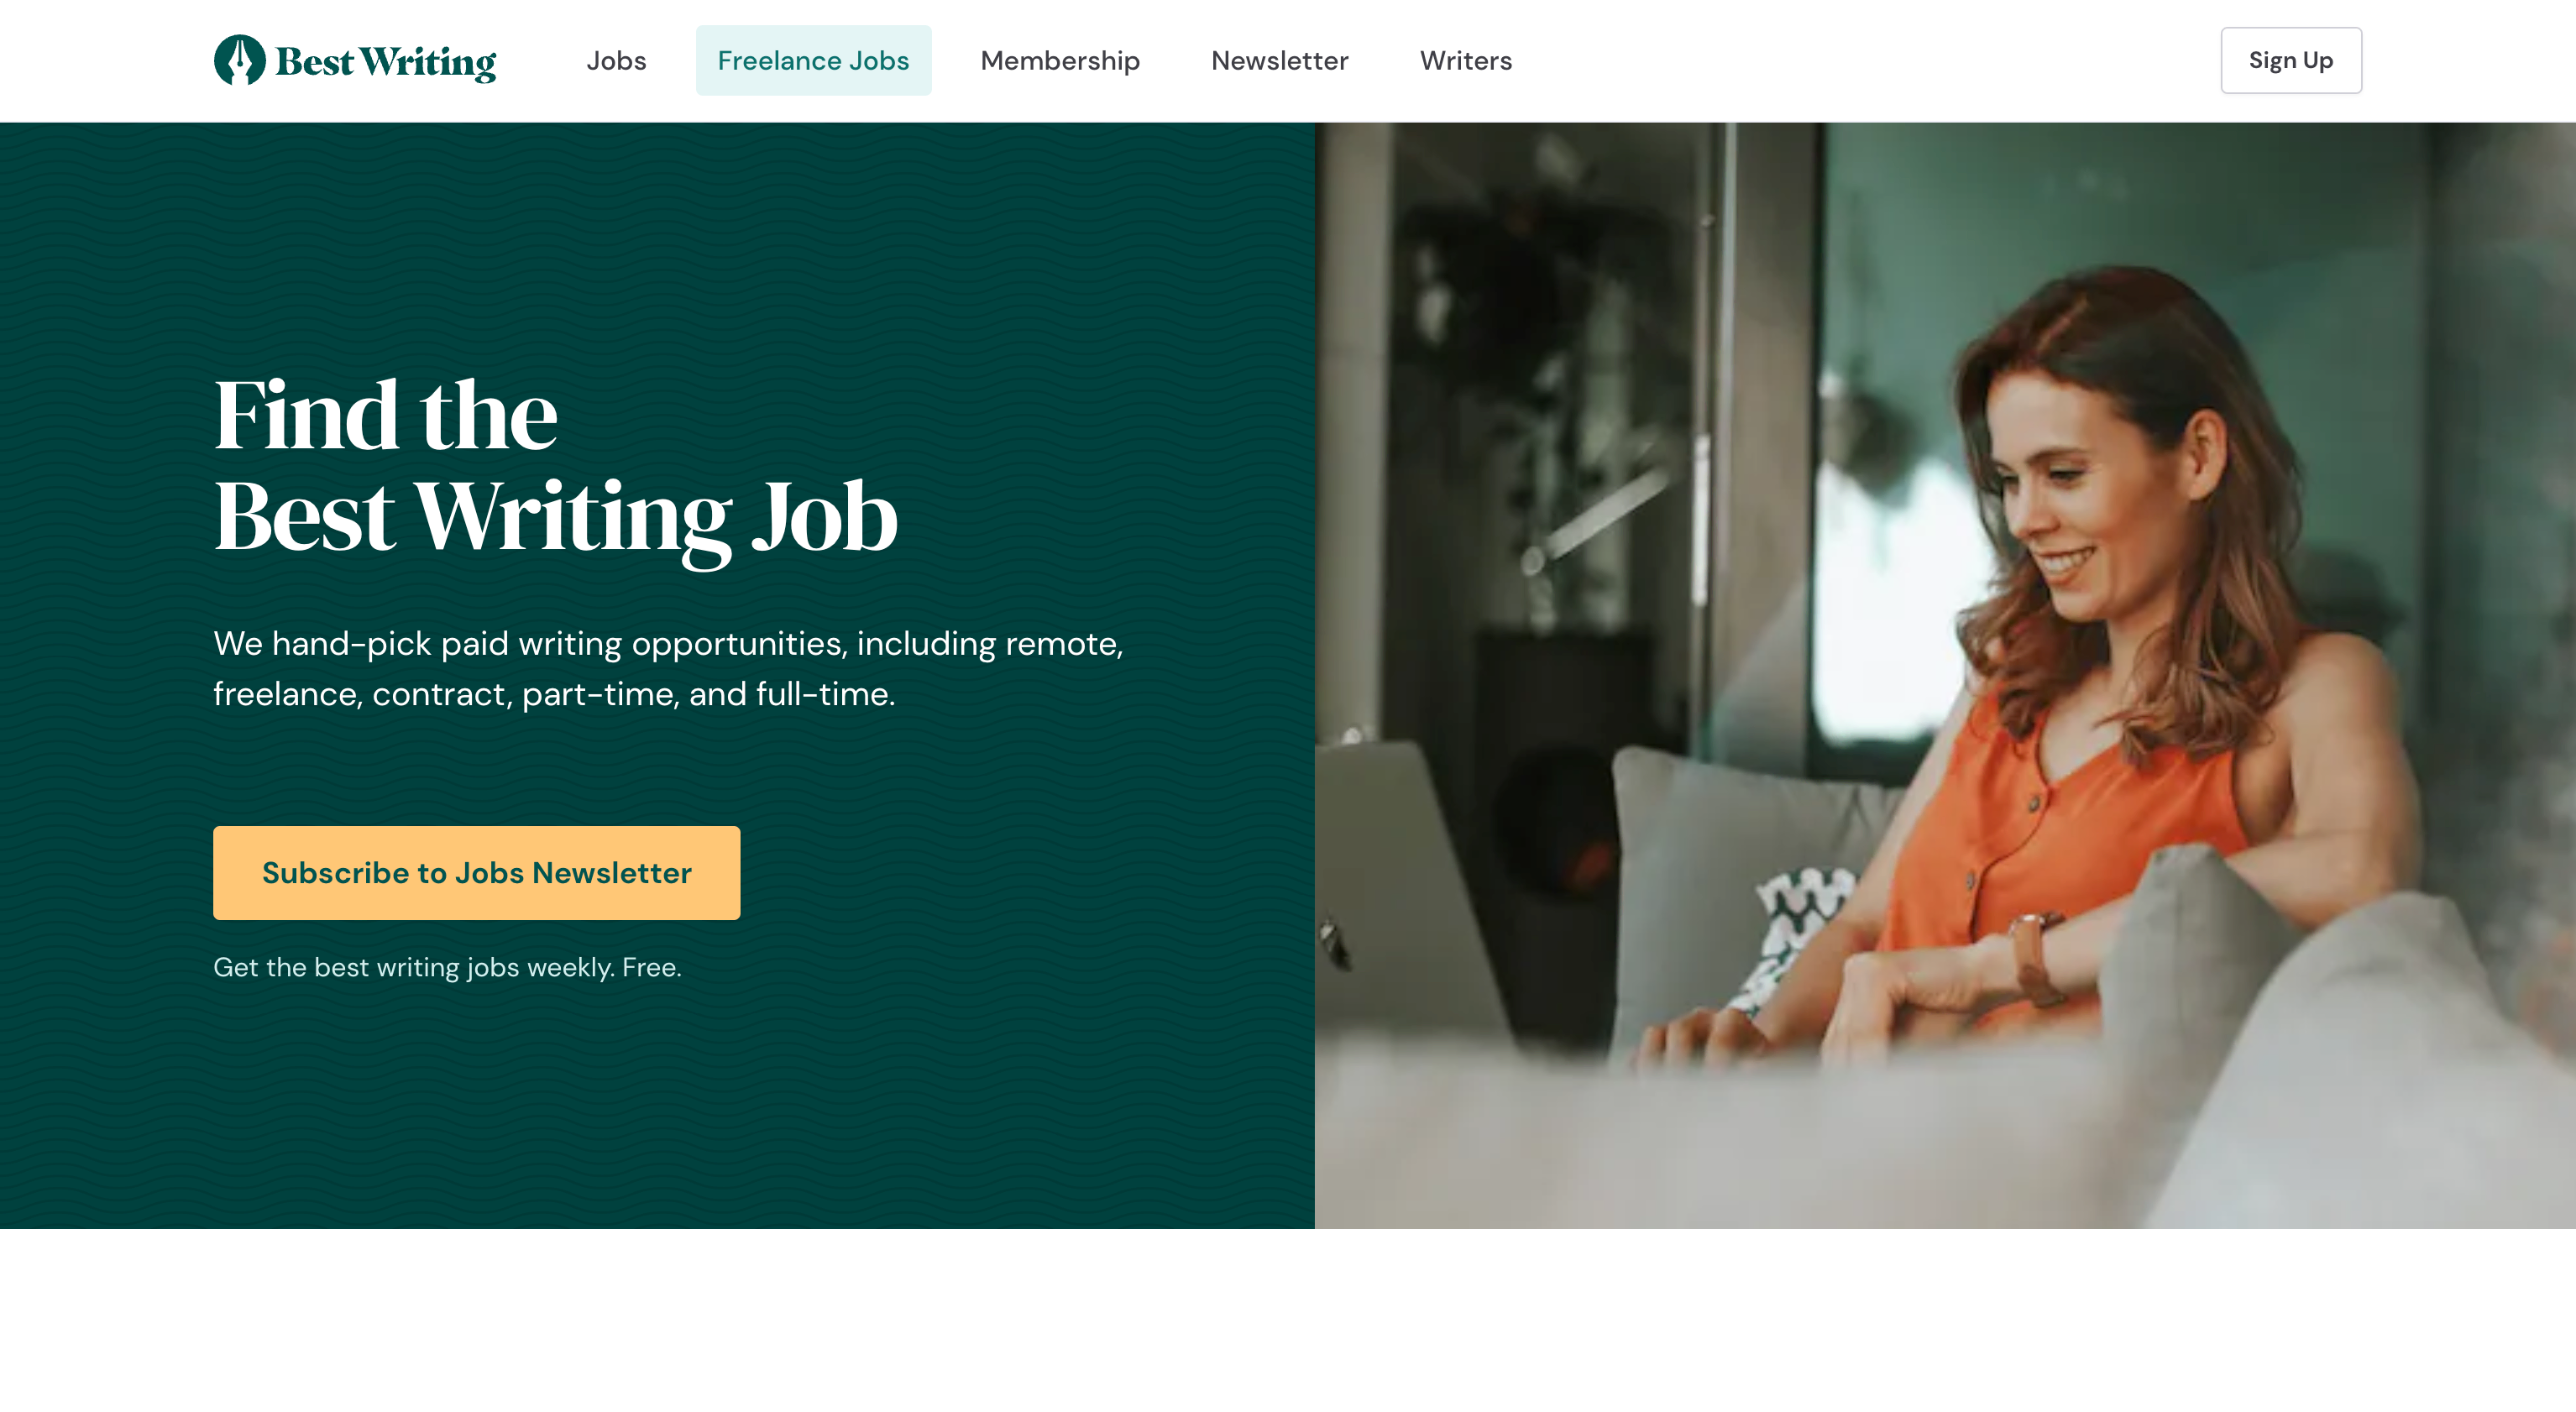 Best Writing
Jobs
Freelance Jobs
Membership
Newsletter
Writers
Sign Up
Find the
Best Writing Job
We hand-pick paid writing opportunities, including remote,
freelance, contract, part-time, and full-time.
Subscribe to Jobs Newsletter
Get the best writing jobs weekly. Free.